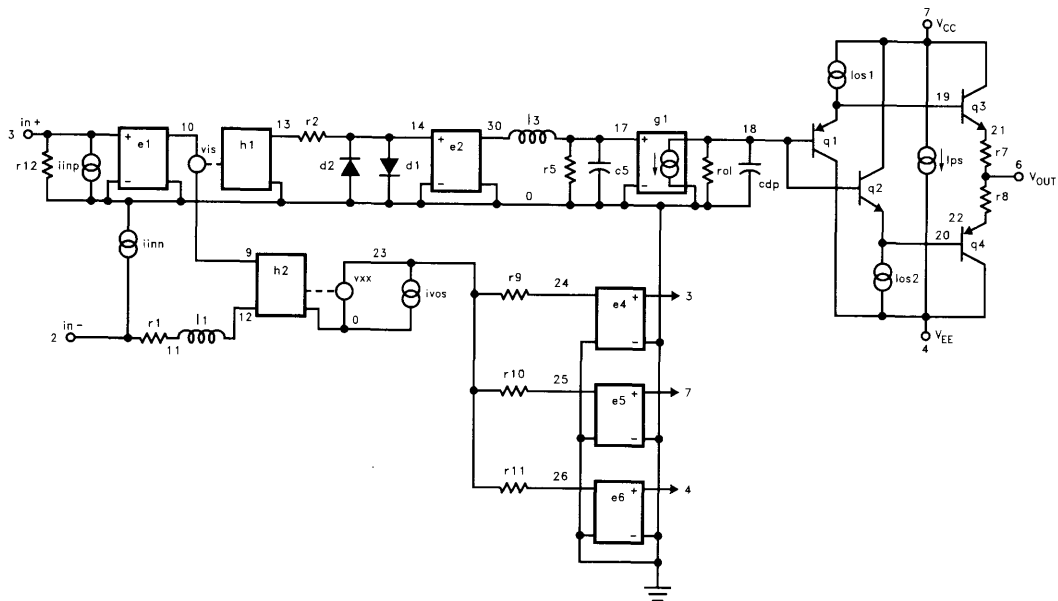 7
VCC
Ios1
in+
3
10
13
r2
14
30
l3
17
g1
18
19
q3
e1
vis
h1
e2
q1
21
r12
iinp
d2
d1
r5
c5
rol
cdp
q2
Ips
r7
6
VOUT
r8
0
22
iinn
23
20
q4
9
h2
vxx
ivos
r9
24
e4
3
Ios2
in-
2
r1
l1
12
0
11
VEE
4
r10
25
e5
7
r11
26
e6
4